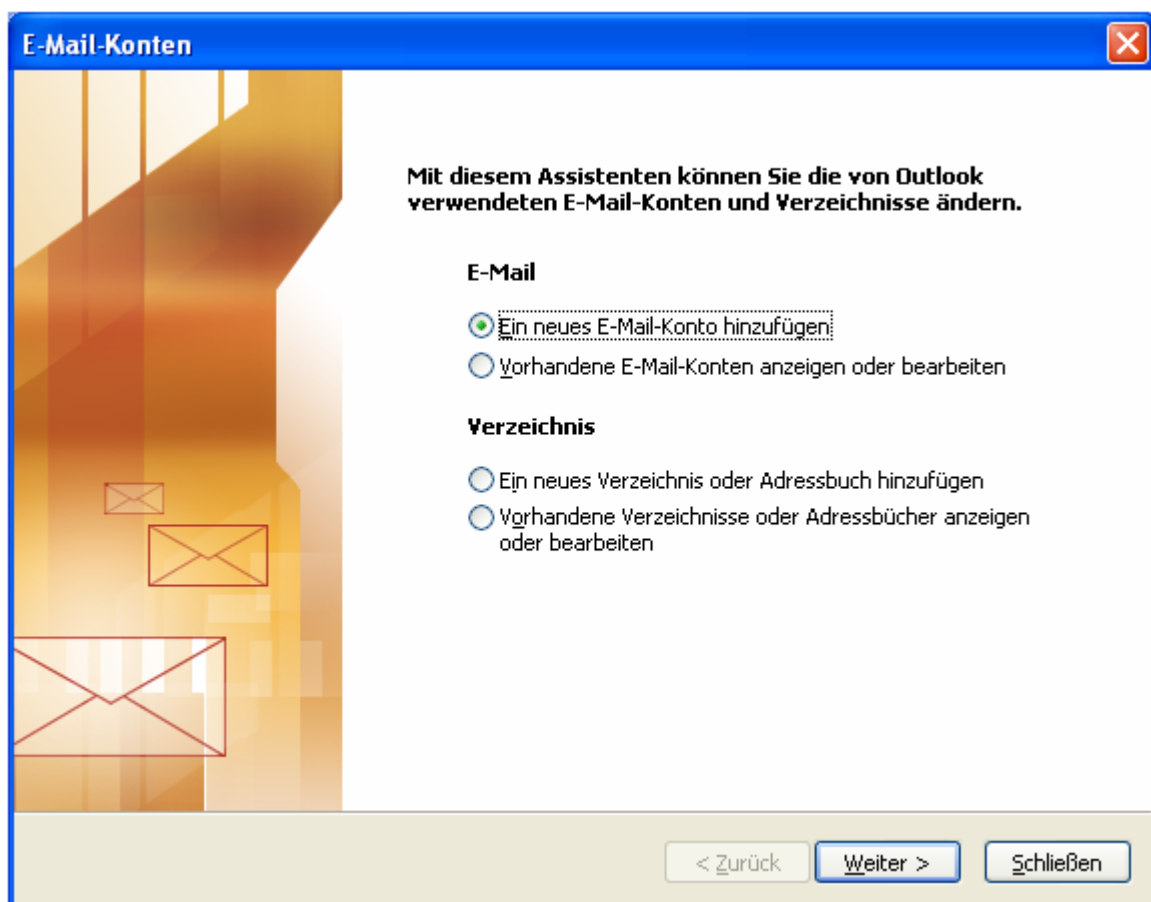 E-Mail-Konten
Mit diesem Assistenten können Sie die von Outlook
verwendeten E-Mail-Konten und Verzeichnisse ändern.
E-Mail
Ein neues E-Mail-Konto hinzufügen
Vorhandene E-Mail-Konten anzeigen oder bearbeiten
Verzeichnis
Ein neues Verzeichnis oder Adressbuch hinzufügen
Vorhandene Verzeichnisse oder Adressbücher anzeigen
oder bearbeiten
< Zurück
Weiter >
Schließen